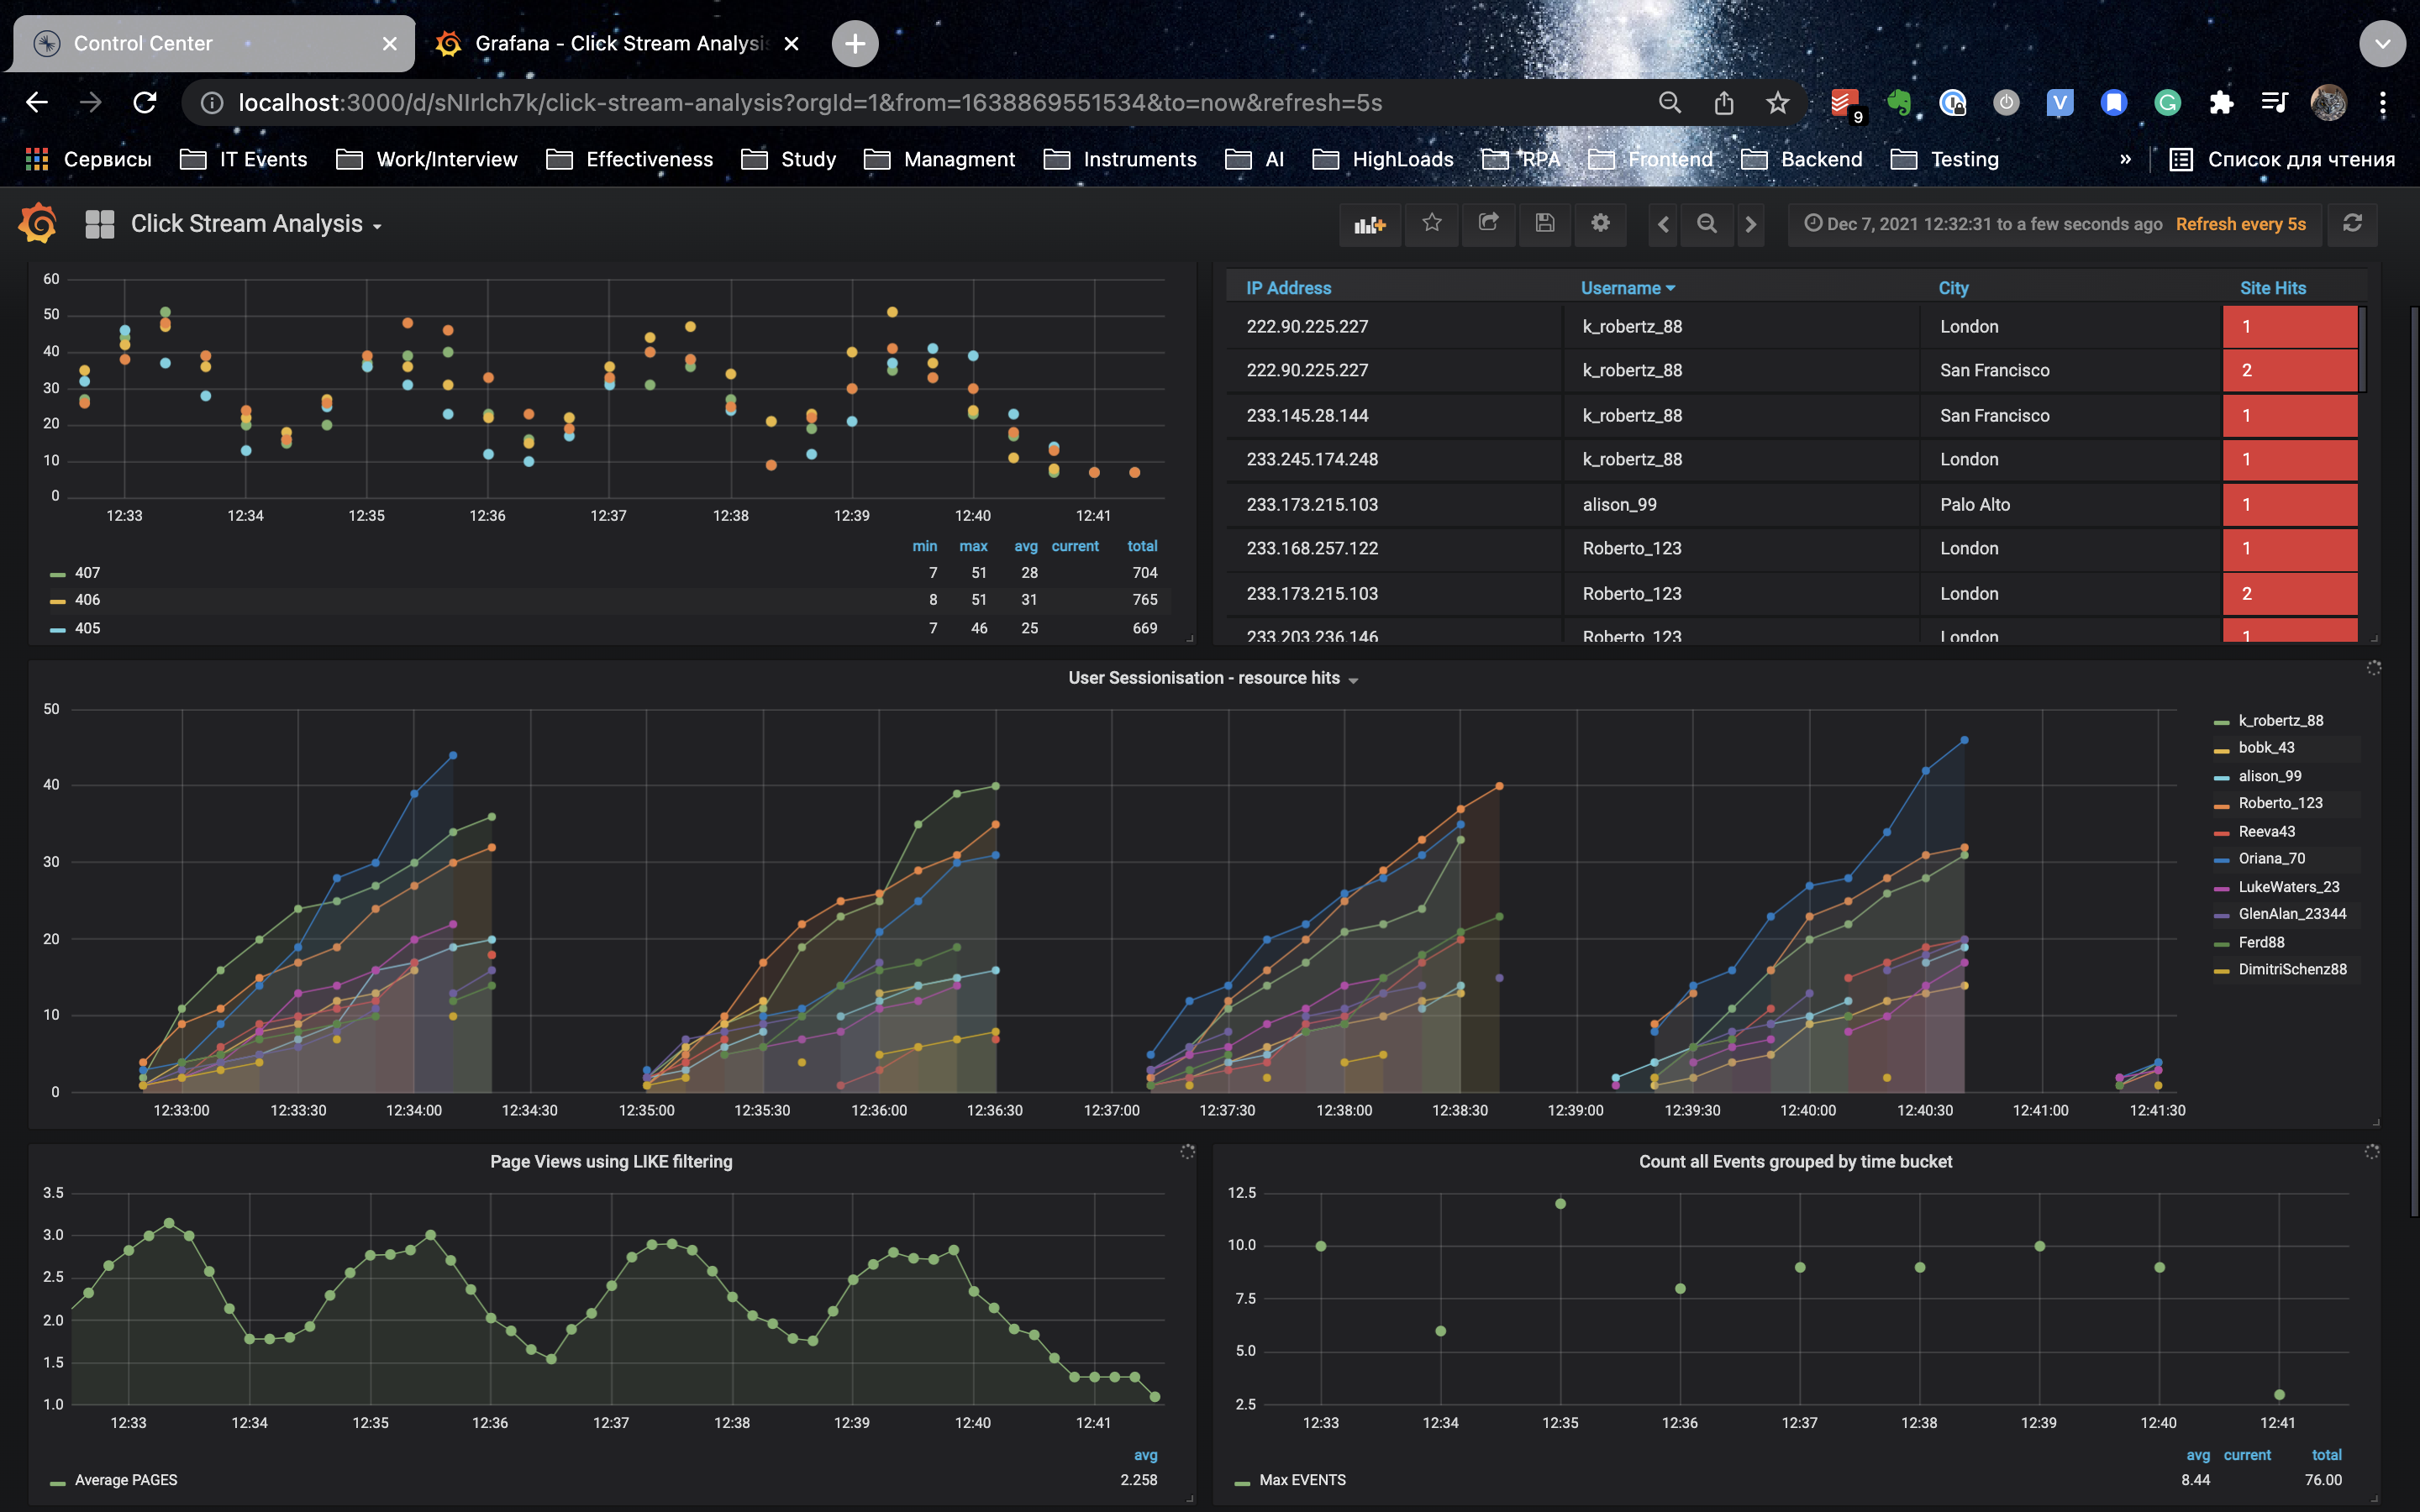 Control Center
Grafana - Click Stream Analysis
localhost:3000/d/sNIrlch7k/click-stream-analysis?orgId=1&from=1638869551534&to=now&refresh=5s
9
Сервисы IT Events Work/Interview Effectiveness Study Managment Instruments AI HighLoads RPA Frontend Backend Testing » Список для чтения
Click Stream Analysis
Dec 7, 2021 12:32:31 to a few seconds ago Refresh every 5s
60
50
40
30
20
10
0
12:33 12:34 12:35 12:36 12:37 12:38 12:39 12:40 12:41
min max avg current total
407 7 51 28 704
406 8 51 31 765
405 7 46 25 669
IP Address Username City Site Hits
222.90.225.227 k_robertz_88 London 1
222.90.225.227 k_robertz_88 San Francisco 2
233.145.28.144 k_robertz_88 San Francisco 1
233.245.174.248 k_robertz_88 London 1
233.173.215.103 alison_99 Palo Alto 1
233.168.257.122 Roberto_123 London 1
233.173.215.103 Roberto_123 London 2
233.203.236.146 Roberto_123 London 1
User Sessionisation - resource hits
50
40
30
20
10
0
12:33:00 12:33:30 12:34:00 12:34:30 12:35:00 12:35:30 12:36:00 12:36:30 12:37:00 12:37:30 12:38:00 12:38:30 12:39:00 12:39:30 12:40:00 12:40:30 12:41:00 12:41:30
k_robertz_88
bobk_43
alison_99
Roberto_123
Reeva43
Oriana_70
LukeWaters_23
GlenAlan_23344
Ferd88
DimitriSchenz88
Page Views using LIKE filtering
3.5
3.0
2.5
2.0
1.5
1.0
12:33 12:34 12:35 12:36 12:37 12:38 12:39 12:40 12:41
avg
Average PAGES 2.258
Count all Events grouped by time bucket
12.5
10.0
7.5
5.0
2.5
12:33 12:34 12:35 12:36 12:37 12:38 12:39 12:40 12:41
avg current total
Max EVENTS 8.44 76.00